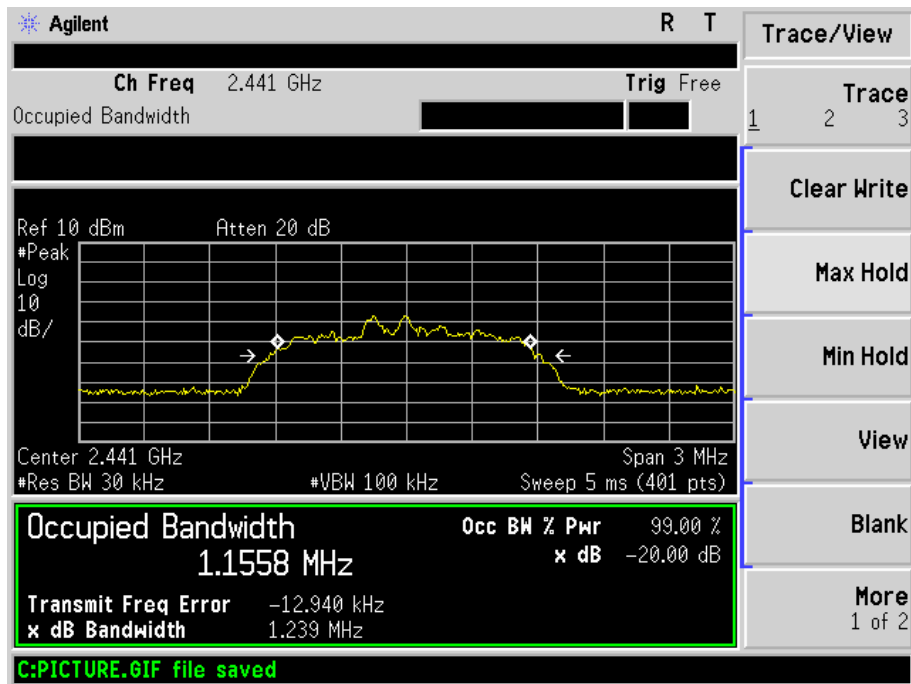 Agilent R T
Ch Freq 2.441 GHz Trig Free
Occupied Bandwidth
Ref 10 dBm Atten 20 dB
#Peak
Log
10
dB/
Center 2.441 GHz Span 3 MHz
#Res BW 30 kHz #VBW 100 kHz Sweep 5 ms (401 pts)
Occupied Bandwidth Occ BW % Pwr 99.00 %
1.1558 MHz x dB -20.00 dB
Transmit Freq Error -12.940 kHz
x dB Bandwidth 1.239 MHz
C:PICTURE.GIF file saved
Trace/View
Trace
1 2 3
Clear Write
Max Hold
Min Hold
View
Blank
More
1 of 2